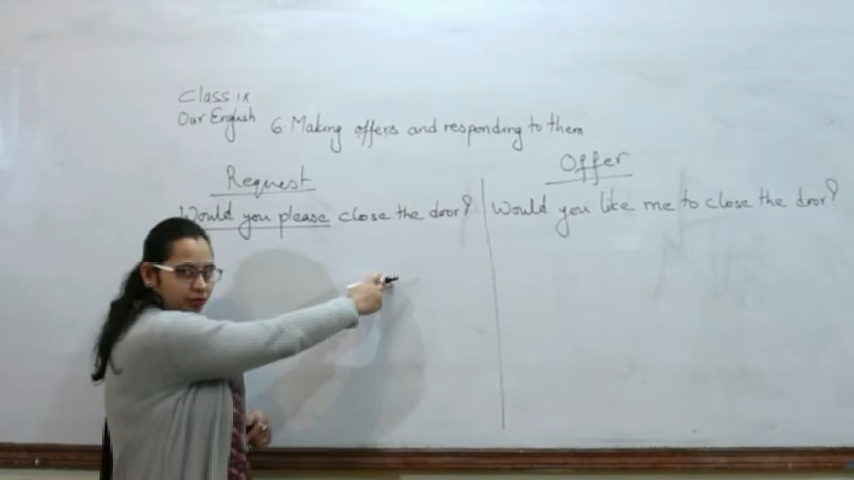 Class IX
Our English 6. Making offers and responding to them
Request
Offer
Would you please close the door?
Would you like me to close the door?